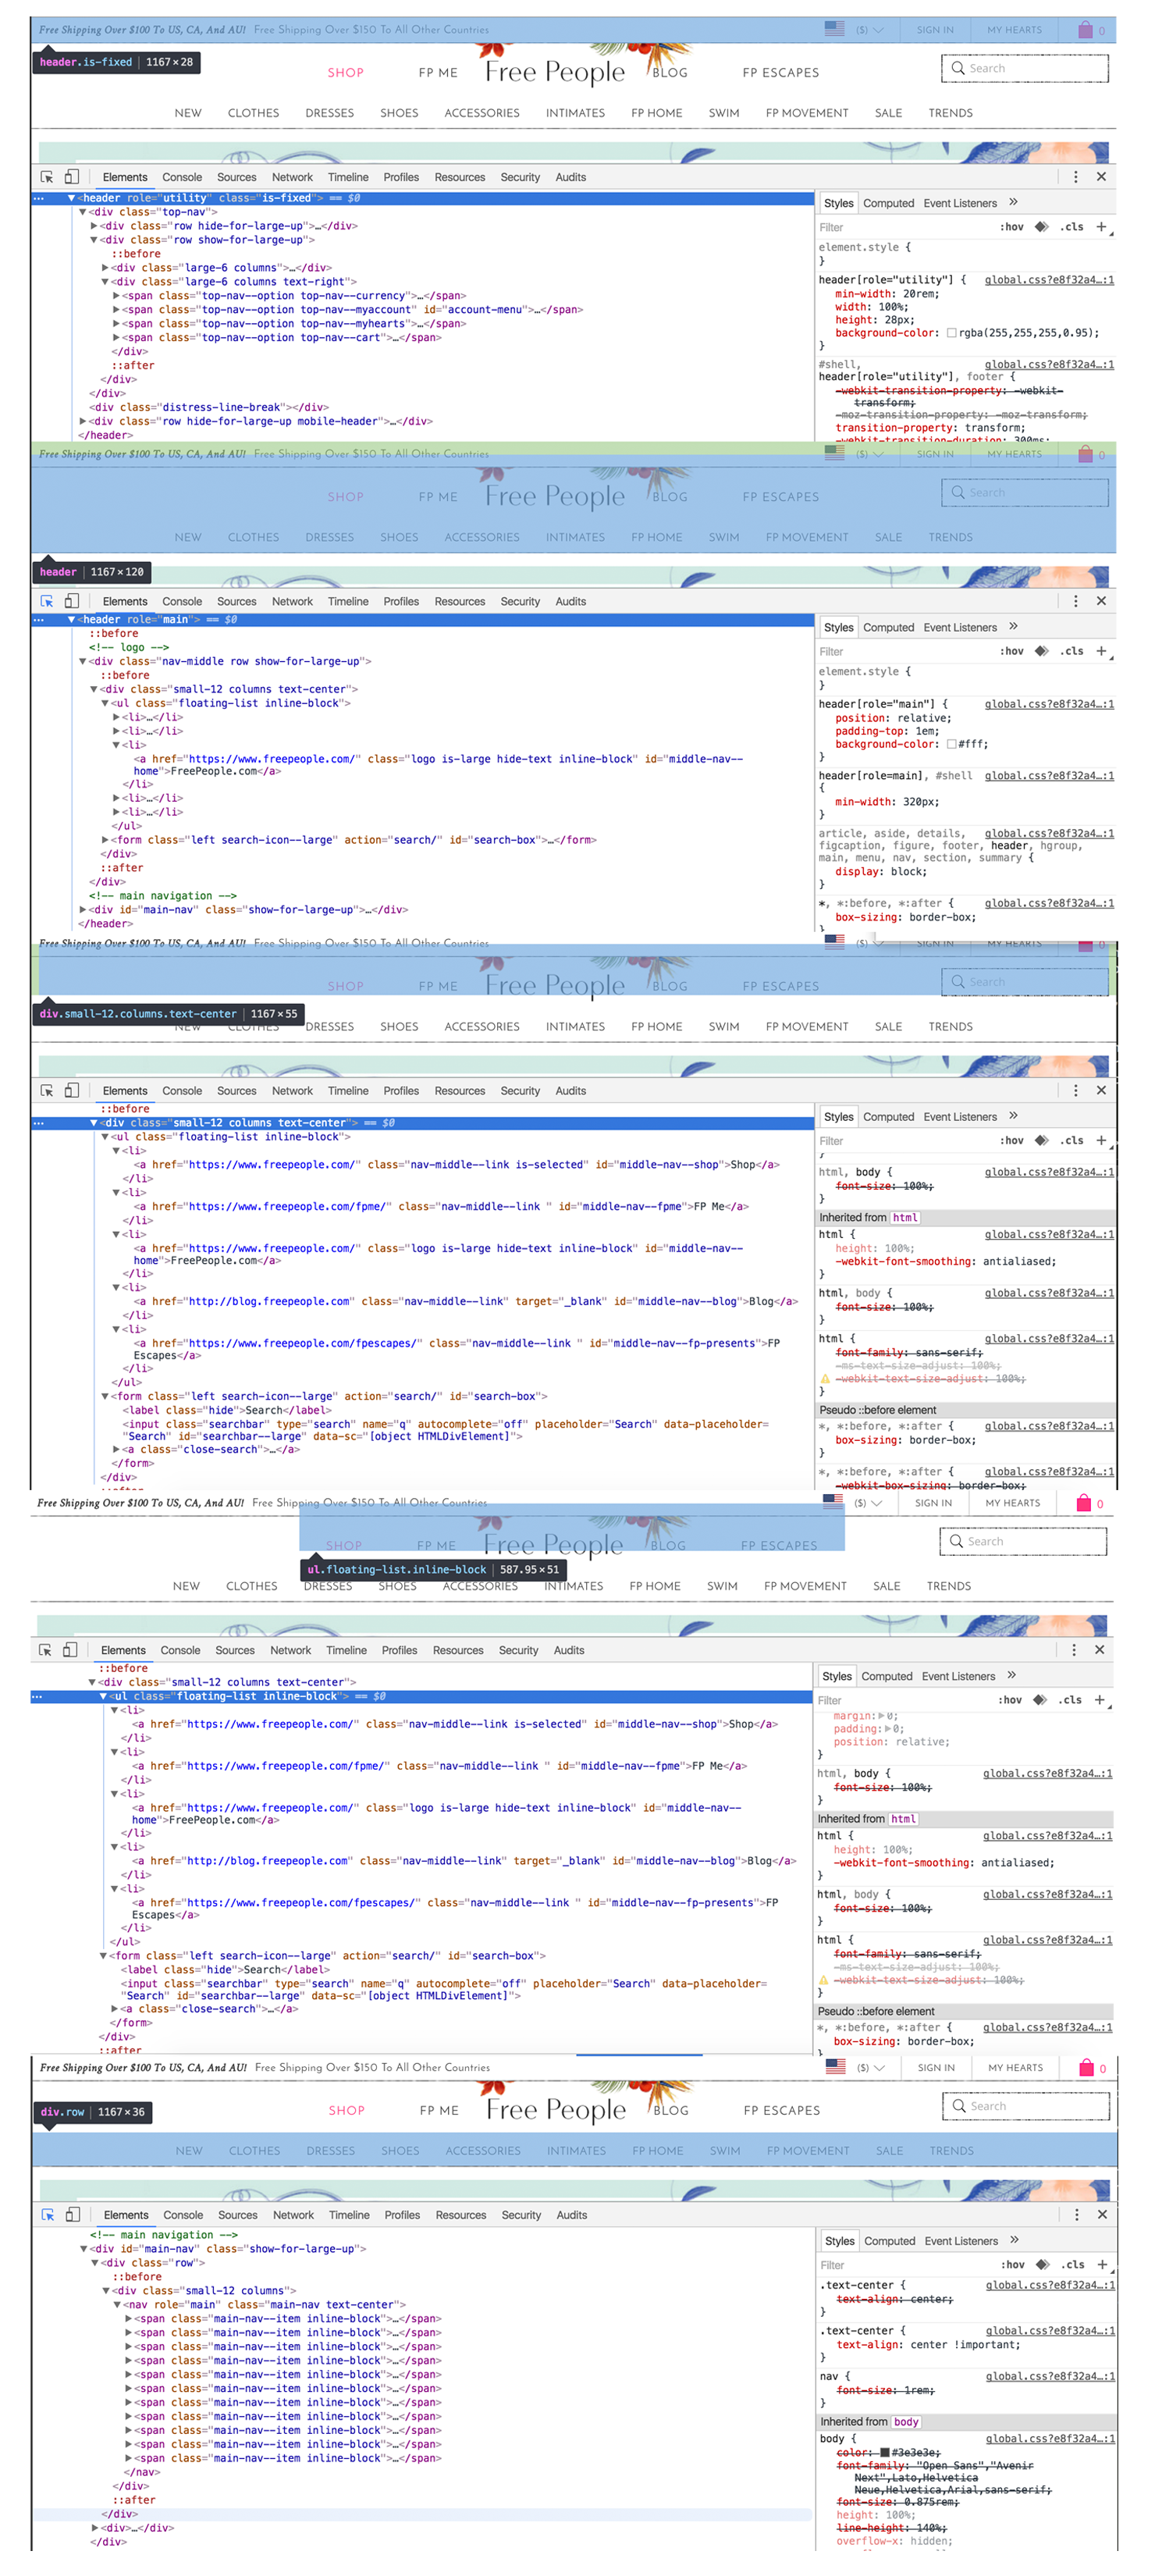 Free Shipping Over $100 To US, CA, And AU! Free Shipping Over $150 To All Other Countries ($) SIGN IN MY HEARTS 0
header.is-fixed 1167 × 28
SHOP FP ME Free People BLOG FP ESCAPES Search
NEW CLOTHES DRESSES SHOES ACCESSORIES INTIMATES FP HOME SWIM FP MOVEMENT SALE TRENDS
Elements Console Sources Network Timeline Profiles Resources Security Audits
▼<header role="utility" class="is-fixed"> == $0
▼<div class="top-nav">
▶<div class="row hide-for-large-up">…</div>
▼<div class="row show-for-large-up">
::before
▶<div class="large-6 columns">…</div>
▼<div class="large-6 columns text-right">
▶<span class="top-nav--option top-nav--currency">…</span>
▶<span class="top-nav--option top-nav--myaccount" id="account-menu">…</span>
▶<span class="top-nav--option top-nav--myhearts">…</span>
▶<span class="top-nav--option top-nav--cart">…</span>
</div>
::after
</div>
</div>
<div class="distress-line-break"></div>
▶<div class="row hide-for-large-up mobile-header">…</div>
</header>
Styles Computed Event Listeners »
Filter :hov .cls +
element.style {
}
header[role="utility"] { global.css?e8f32a4…:1
min-width: 20rem;
width: 100%;
height: 28px;
background-color: rgba(255,255,255,0.95);
}
#shell, global.css?e8f32a4…:1
header[role="utility"], footer {
-webkit-transition-property: -webkit-
transform;
-moz-transition-property: -moz-transform;
transition-property: transform;
-webkit-transition-duration: 300ms;
Free Shipping Over $100 To US, CA, And AU! Free Shipping Over $150 To All Other Countries ($) SIGN IN MY HEARTS 0
SHOP FP ME Free People BLOG FP ESCAPES Search
NEW CLOTHES DRESSES SHOES ACCESSORIES INTIMATES FP HOME SWIM FP MOVEMENT SALE TRENDS
header 1167 × 120
Elements Console Sources Network Timeline Profiles Resources Security Audits
▼<header role="main"> == $0
::before
<!-- logo -->
▼<div class="nav-middle row show-for-large-up">
::before
▼<div class="small-12 columns text-center">
▼<ul class="floating-list inline-block">
▶<li>…</li>
▶<li>…</li>
▼<li>
<a href="https://www.freepeople.com/" class="logo is-large hide-text inline-block" id="middle-nav--
home">FreePeople.com</a>
</li>
▶<li>…</li>
▶<li>…</li>
</ul>
▶<form class="left search-icon--large" action="search/" id="search-box">…</form>
</div>
::after
</div>
<!-- main navigation -->
▶<div id="main-nav" class="show-for-large-up">…</div>
</header>
Styles Computed Event Listeners »
Filter :hov .cls +
element.style {
}
header[role="main"] { global.css?e8f32a4…:1
position: relative;
padding-top: 1em;
background-color: #fff;
}
header[role=main], #shell global.css?e8f32a4…:1
{
min-width: 320px;
}
article, aside, details, global.css?e8f32a4…:1
figcaption, figure, footer, header, hgroup,
main, menu, nav, section, summary {
display: block;
}
*, *:before, *:after { global.css?e8f32a4…:1
box-sizing: border-box;
}
Free Shipping Over $100 To US, CA, And AU! Free Shipping Over $150 To All Other Countries ($) SIGN IN MY HEARTS 0
SHOP FP ME Free People BLOG FP ESCAPES Search
div.small-12.columns.text-center 1167 × 55
NEW CLOTHES DRESSES SHOES ACCESSORIES INTIMATES FP HOME SWIM FP MOVEMENT SALE TRENDS
Elements Console Sources Network Timeline Profiles Resources Security Audits
::before
▼<div class="small-12 columns text-center"> == $0
▼<ul class="floating-list inline-block">
▼<li>
<a href="https://www.freepeople.com/" class="nav-middle--link is-selected" id="middle-nav--shop">Shop</a>
</li>
▼<li>
<a href="https://www.freepeople.com/fpme/" class="nav-middle--link " id="middle-nav--fpme">FP Me</a>
</li>
▼<li>
<a href="https://www.freepeople.com/" class="logo is-large hide-text inline-block" id="middle-nav--
home">FreePeople.com</a>
</li>
▼<li>
<a href="http://blog.freepeople.com" class="nav-middle--link" target="_blank" id="middle-nav--blog">Blog</a>
</li>
▼<li>
<a href="https://www.freepeople.com/fpescapes/" class="nav-middle--link " id="middle-nav--fp-presents">FP
Escapes</a>
</li>
</ul>
▼<form class="left search-icon--large" action="search/" id="search-box">
<label class="hide">Search</label>
<input class="searchbar" type="search" name="q" autocomplete="off" placeholder="Search" data-placeholder=
"Search" id="searchbar--large" data-sc="[object HTMLDivElement]">
▶<a class="close-search">…</a>
</form>
</div>
::after
Styles Computed Event Listeners »
Filter :hov .cls +
}
html, body { global.css?e8f32a4…:1
font-size: 100%;
}
Inherited from html
html { global.css?e8f32a4…:1
height: 100%;
-webkit-font-smoothing: antialiased;
}
html, body { global.css?e8f32a4…:1
font-size: 100%;
}
html { global.css?e8f32a4…:1
font-family: sans-serif;
-ms-text-size-adjust: 100%;
-webkit-text-size-adjust: 100%;
}
Pseudo ::before element
*, *:before, *:after { global.css?e8f32a4…:1
box-sizing: border-box;
}
*, *:before, *:after { global.css?e8f32a4…:1
-webkit-box-sizing: border-box;
Free Shipping Over $100 To US, CA, And AU! Free Shipping Over $150 To All Other Countries ($) SIGN IN MY HEARTS 0
SHOP FP ME Free People BLOG FP ESCAPES Search
ul.floating-list.inline-block 587.95 × 51
NEW CLOTHES DRESSES SHOES ACCESSORIES INTIMATES FP HOME SWIM FP MOVEMENT SALE TRENDS
Elements Console Sources Network Timeline Profiles Resources Security Audits
::before
▼<div class="small-12 columns text-center">
▼<ul class="floating-list inline-block"> == $0
▼<li>
<a href="https://www.freepeople.com/" class="nav-middle--link is-selected" id="middle-nav--shop">Shop</a>
</li>
▼<li>
<a href="https://www.freepeople.com/fpme/" class="nav-middle--link " id="middle-nav--fpme">FP Me</a>
</li>
▼<li>
<a href="https://www.freepeople.com/" class="logo is-large hide-text inline-block" id="middle-nav--
home">FreePeople.com</a>
</li>
▼<li>
<a href="http://blog.freepeople.com" class="nav-middle--link" target="_blank" id="middle-nav--blog">Blog</a>
</li>
▼<li>
<a href="https://www.freepeople.com/fpescapes/" class="nav-middle--link " id="middle-nav--fp-presents">FP
Escapes</a>
</li>
</ul>
▼<form class="left search-icon--large" action="search/" id="search-box">
<label class="hide">Search</label>
<input class="searchbar" type="search" name="q" autocomplete="off" placeholder="Search" data-placeholder=
"Search" id="searchbar--large" data-sc="[object HTMLDivElement]">
▶<a class="close-search">…</a>
</form>
</div>
::after
Styles Computed Event Listeners »
Filter :hov .cls +
margin:▶0;
padding:▶0;
position: relative;
}
html, body { global.css?e8f32a4…:1
font-size: 100%;
}
Inherited from html
html { global.css?e8f32a4…:1
height: 100%;
-webkit-font-smoothing: antialiased;
}
html, body { global.css?e8f32a4…:1
font-size: 100%;
}
html { global.css?e8f32a4…:1
font-family: sans-serif;
-ms-text-size-adjust: 100%;
-webkit-text-size-adjust: 100%;
}
Pseudo ::before element
*, *:before, *:after { global.css?e8f32a4…:1
box-sizing: border-box;
}
Free Shipping Over $100 To US, CA, And AU! Free Shipping Over $150 To All Other Countries ($) SIGN IN MY HEARTS 0
SHOP FP ME Free People BLOG FP ESCAPES Search
div.row 1167 × 36
NEW CLOTHES DRESSES SHOES ACCESSORIES INTIMATES FP HOME SWIM FP MOVEMENT SALE TRENDS
Elements Console Sources Network Timeline Profiles Resources Security Audits
<!-- main navigation -->
▼<div id="main-nav" class="show-for-large-up">
▼<div class="row">
::before
▼<div class="small-12 columns">
▼<nav role="main" class="main-nav text-center">
▶<span class="main-nav--item inline-block">…</span>
▶<span class="main-nav--item inline-block">…</span>
▶<span class="main-nav--item inline-block">…</span>
▶<span class="main-nav--item inline-block">…</span>
▶<span class="main-nav--item inline-block">…</span>
▶<span class="main-nav--item inline-block">…</span>
▶<span class="main-nav--item inline-block">…</span>
▶<span class="main-nav--item inline-block">…</span>
▶<span class="main-nav--item inline-block">…</span>
▶<span class="main-nav--item inline-block">…</span>
▶<span class="main-nav--item inline-block">…</span>
</nav>
</div>
::after
</div>
▶<div>…</div>
</div>
Styles Computed Event Listeners »
Filter :hov .cls +
.text-center { global.css?e8f32a4…:1
text-align: center;
}
.text-center { global.css?e8f32a4…:1
text-align: center !important;
}
nav { global.css?e8f32a4…:1
font-size: 1rem;
}
Inherited from body
body { global.css?e8f32a4…:1
color: #3e3e3e;
font-family: "Open Sans","Avenir
Next",Lato,Helvetica
Neue,Helvetica,Arial,sans-serif;
font-size: 0.875rem;
height: 100%;
line-height: 140%;
overflow-x: hidden;